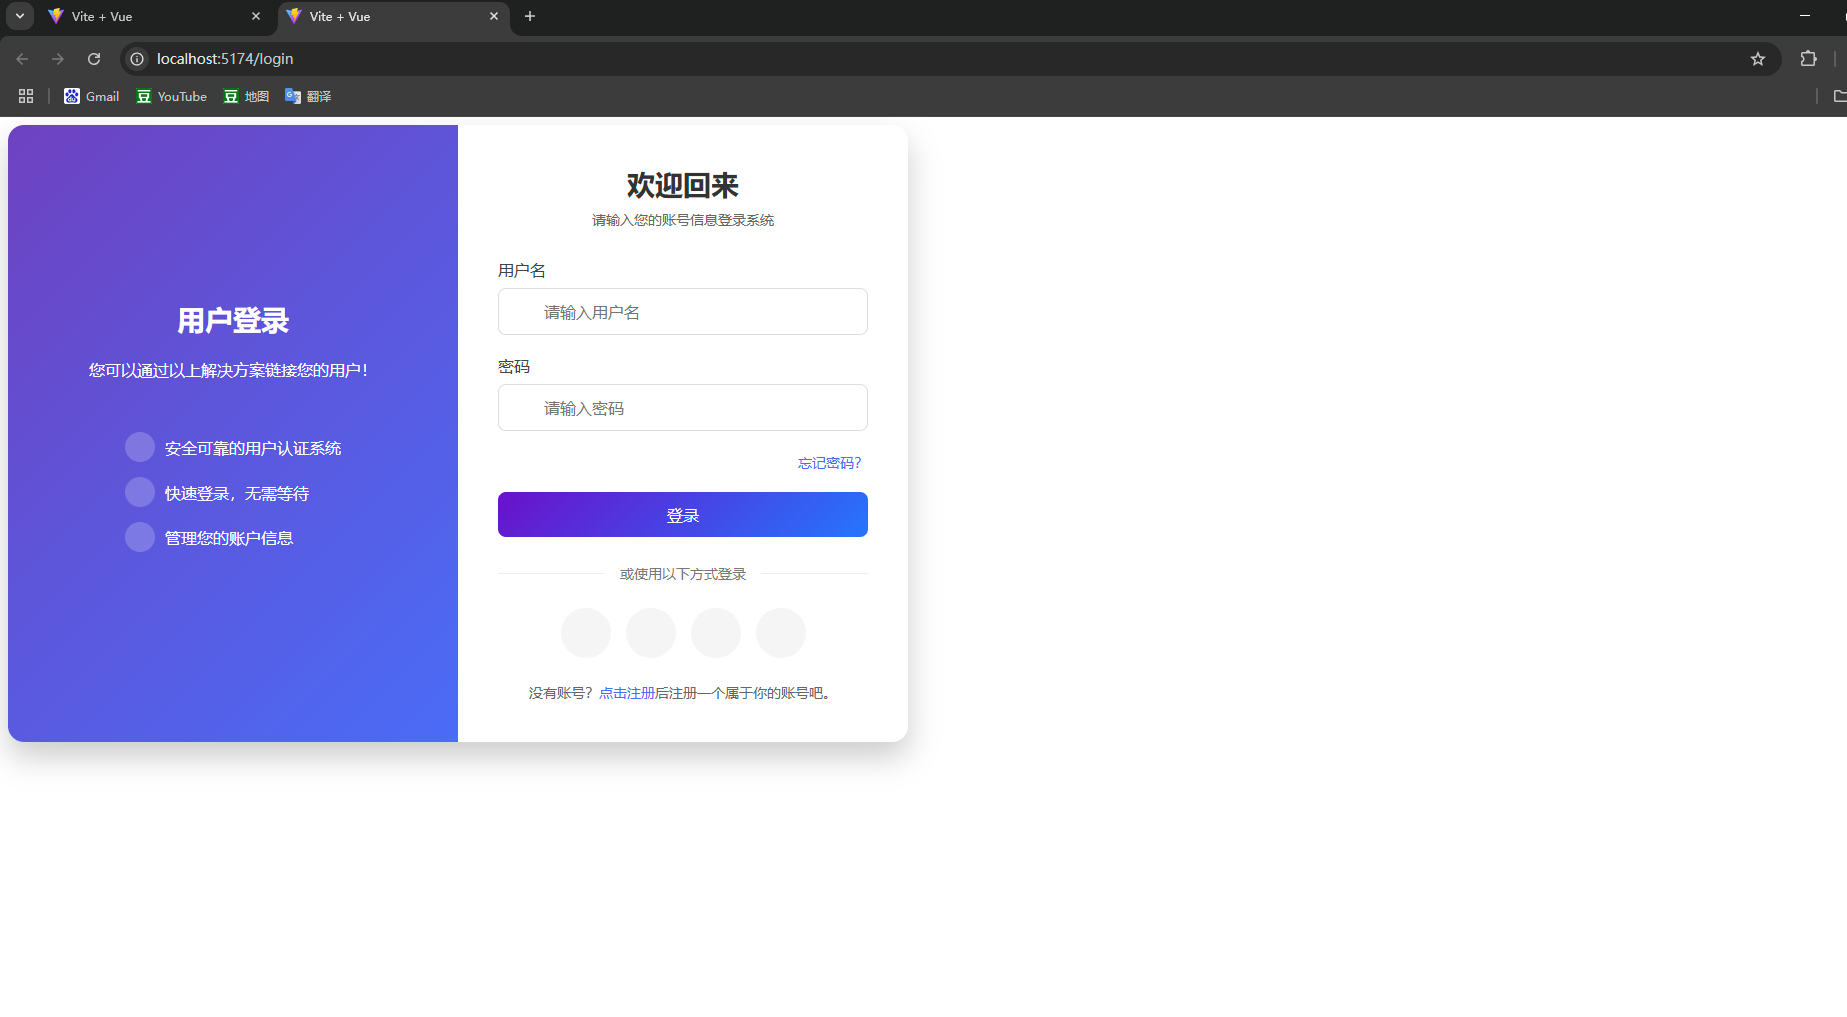 Vite + Vue
Vite + Vue
localhost:5174/login
Gmail
YouTube
地图
翻译
用户登录
您可以通过以上解决方案链接您的用户！
安全可靠的用户认证系统
快速登录，无需等待
管理您的账户信息
欢迎回来
请输入您的账号信息登录系统
用户名
请输入用户名
密码
请输入密码
忘记密码？
登录
或使用以下方式登录
没有账号？点击注册后注册一个属于你的账号吧。